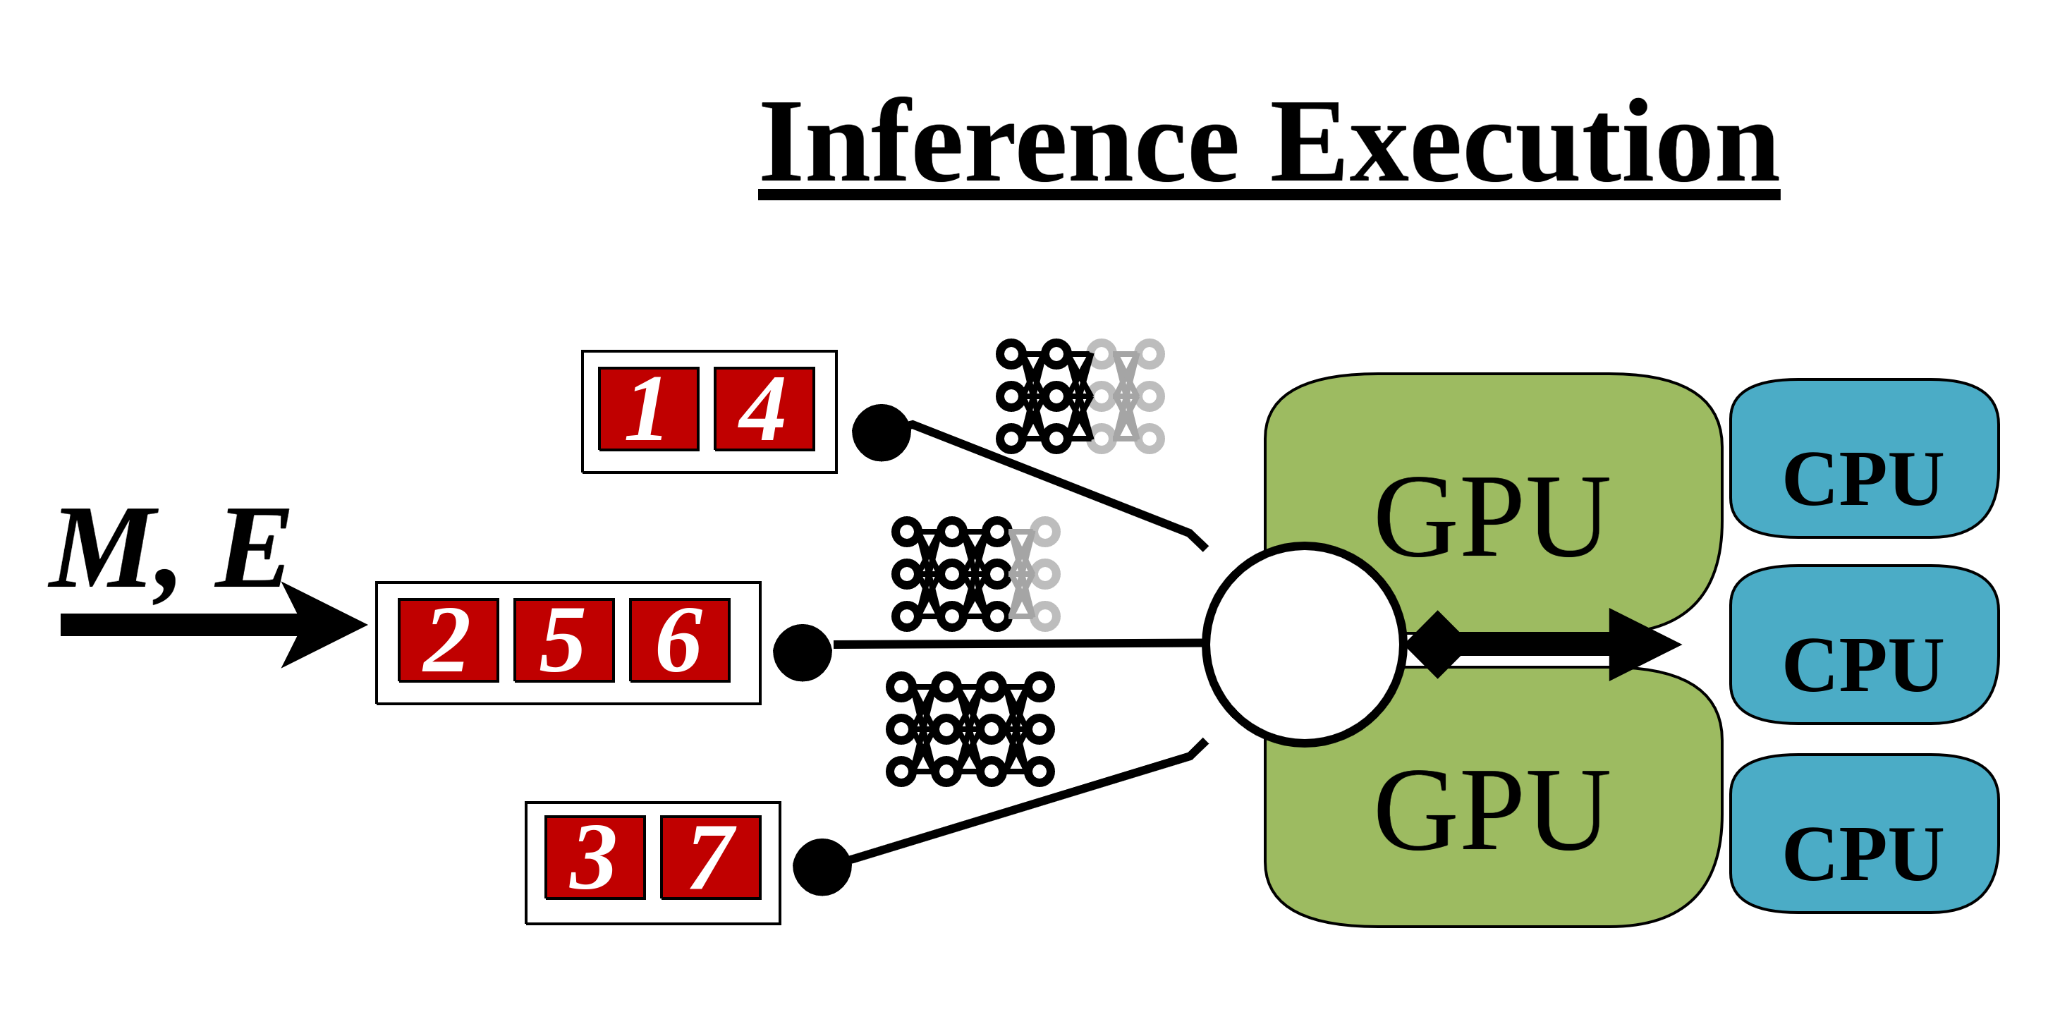 Inference Execution
1 4
GPU
CPU
M, E
2 5 6
CPU
3 7
GPU
CPU